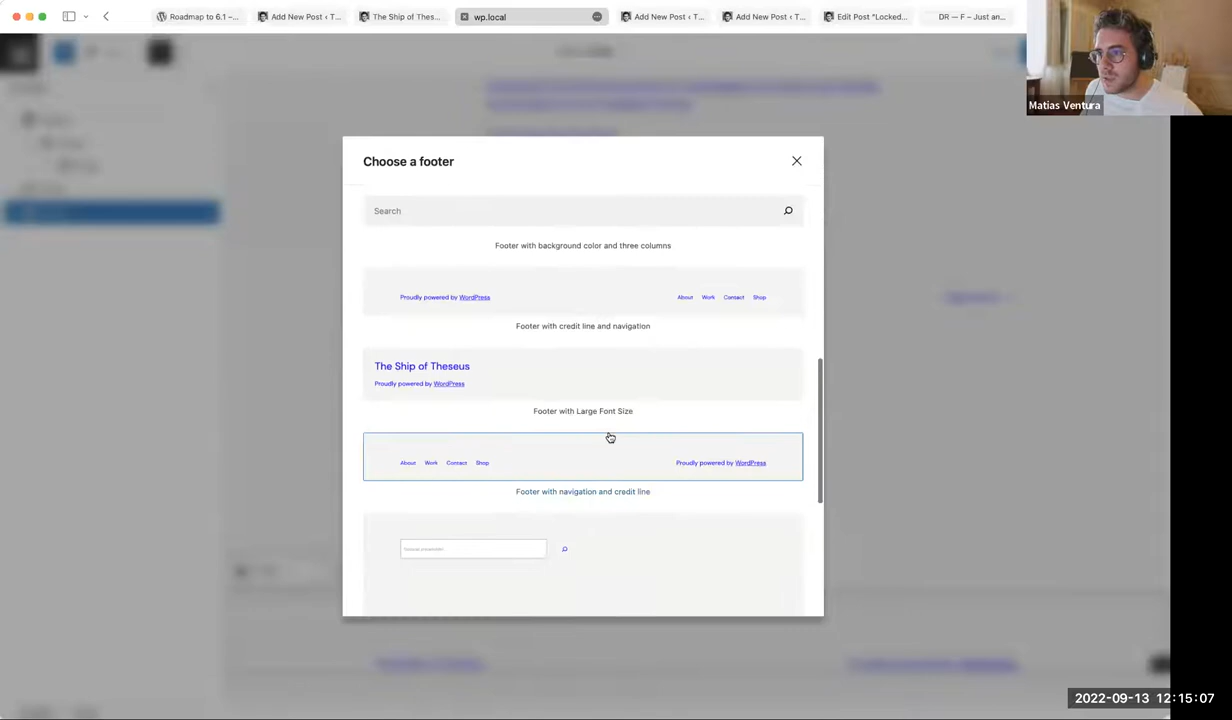 Roadmap to 6.1 –...
Add New Post ‹ T...
The Ship of Thes...
wp.local
Add New Post ‹ T...
Add New Post ‹ T...
Edit Post "Locked...
DR — F – Just an...
Matias Ventura
Choose a footer
Search
Footer with background color and three columns
Proudly powered by WordPress
About Work Contact Shop
Footer with credit line and navigation
The Ship of Theseus
Proudly powered by WordPress
Footer with Large Font Size
About Work Contact Shop
Proudly powered by WordPress
Footer with navigation and credit line
2022-09-13 12:15:07